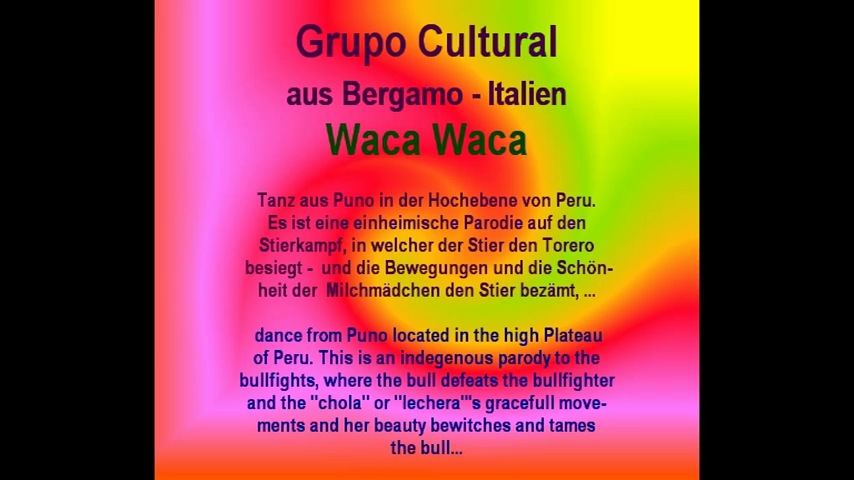 Grupo Cultural
aus Bergamo - Italien
Waca Waca
Tanz aus Puno in der Hochebene von Peru.
Es ist eine einheimische Parodie auf den
Stierkampf, in welcher der Stier den Torero
besiegt - und die Bewegungen und die Schön-
heit der Milchmädchen den Stier bezämt, ...
dance from Puno located in the high Plateau
of Peru. This is an indegenous parody to the
bullfights, where the bull defeats the bullfighter
and the "chola" or "lechera"'s gracefull move-
ments and her beauty bewitches and tames
the bull...